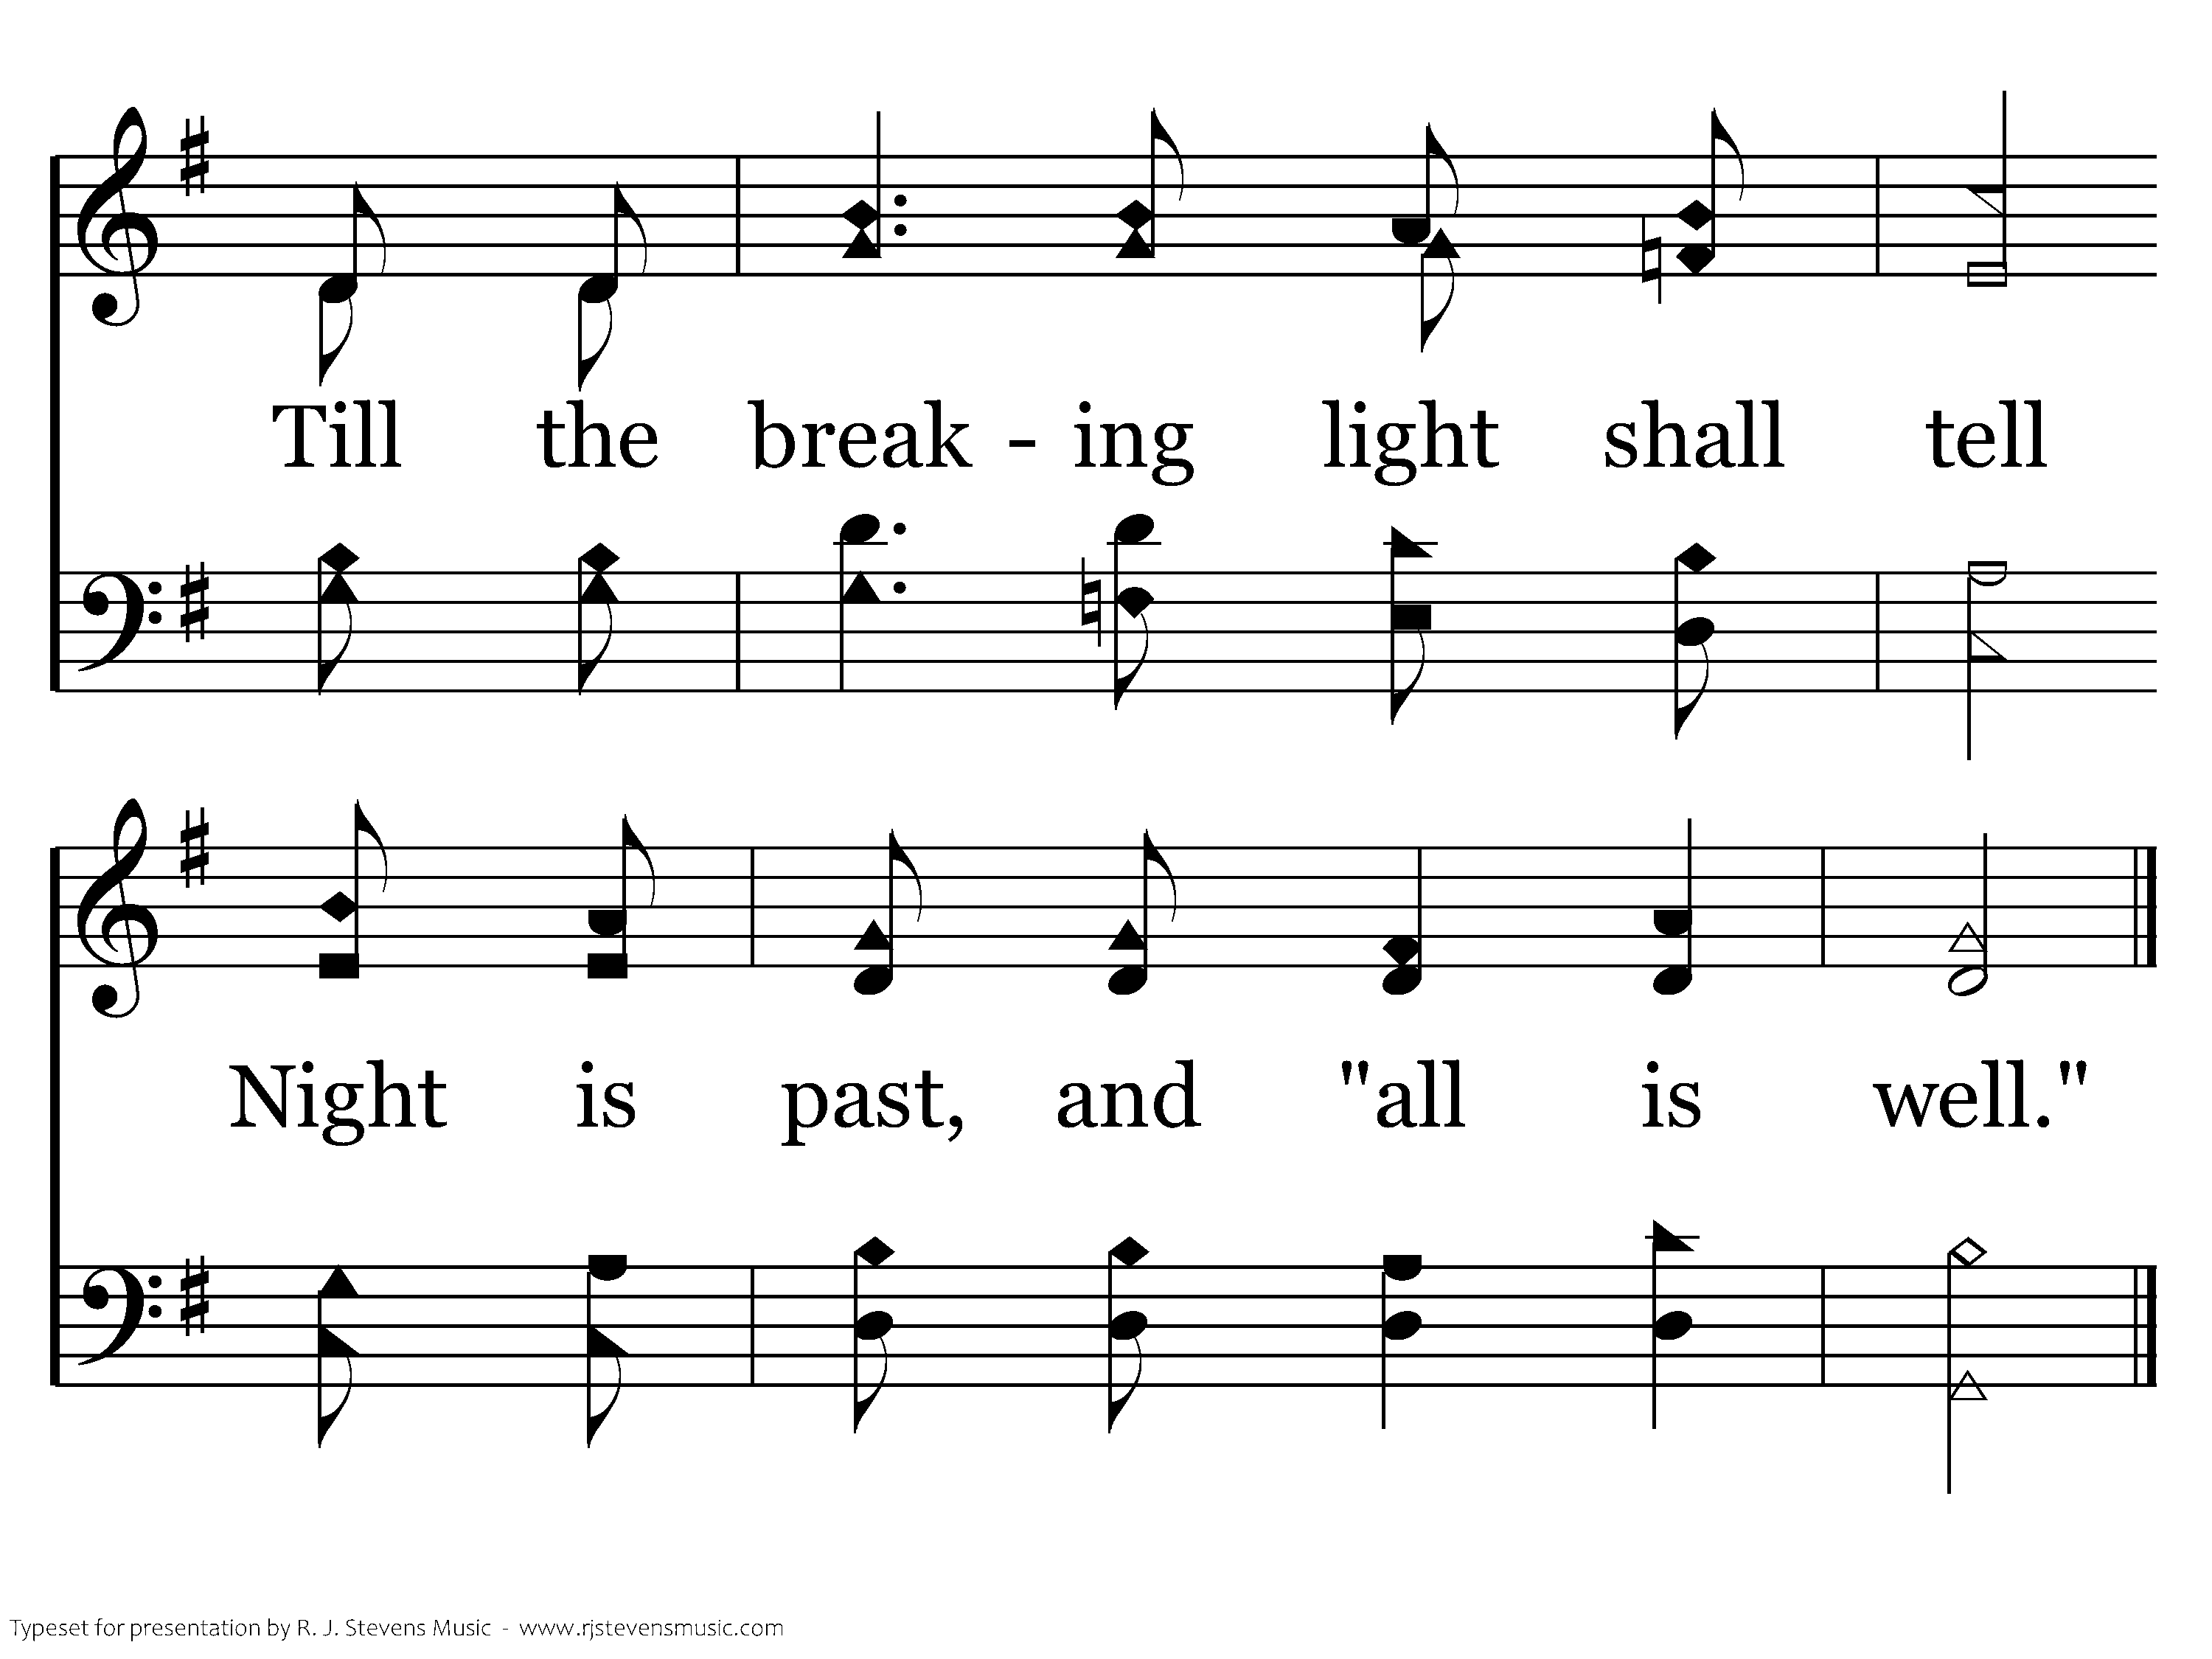 Till the break - ing light shall tell
Night is past, and "all is well."
Typeset for presentation by R. J. Stevens Music - www.rjstevensmusic.com